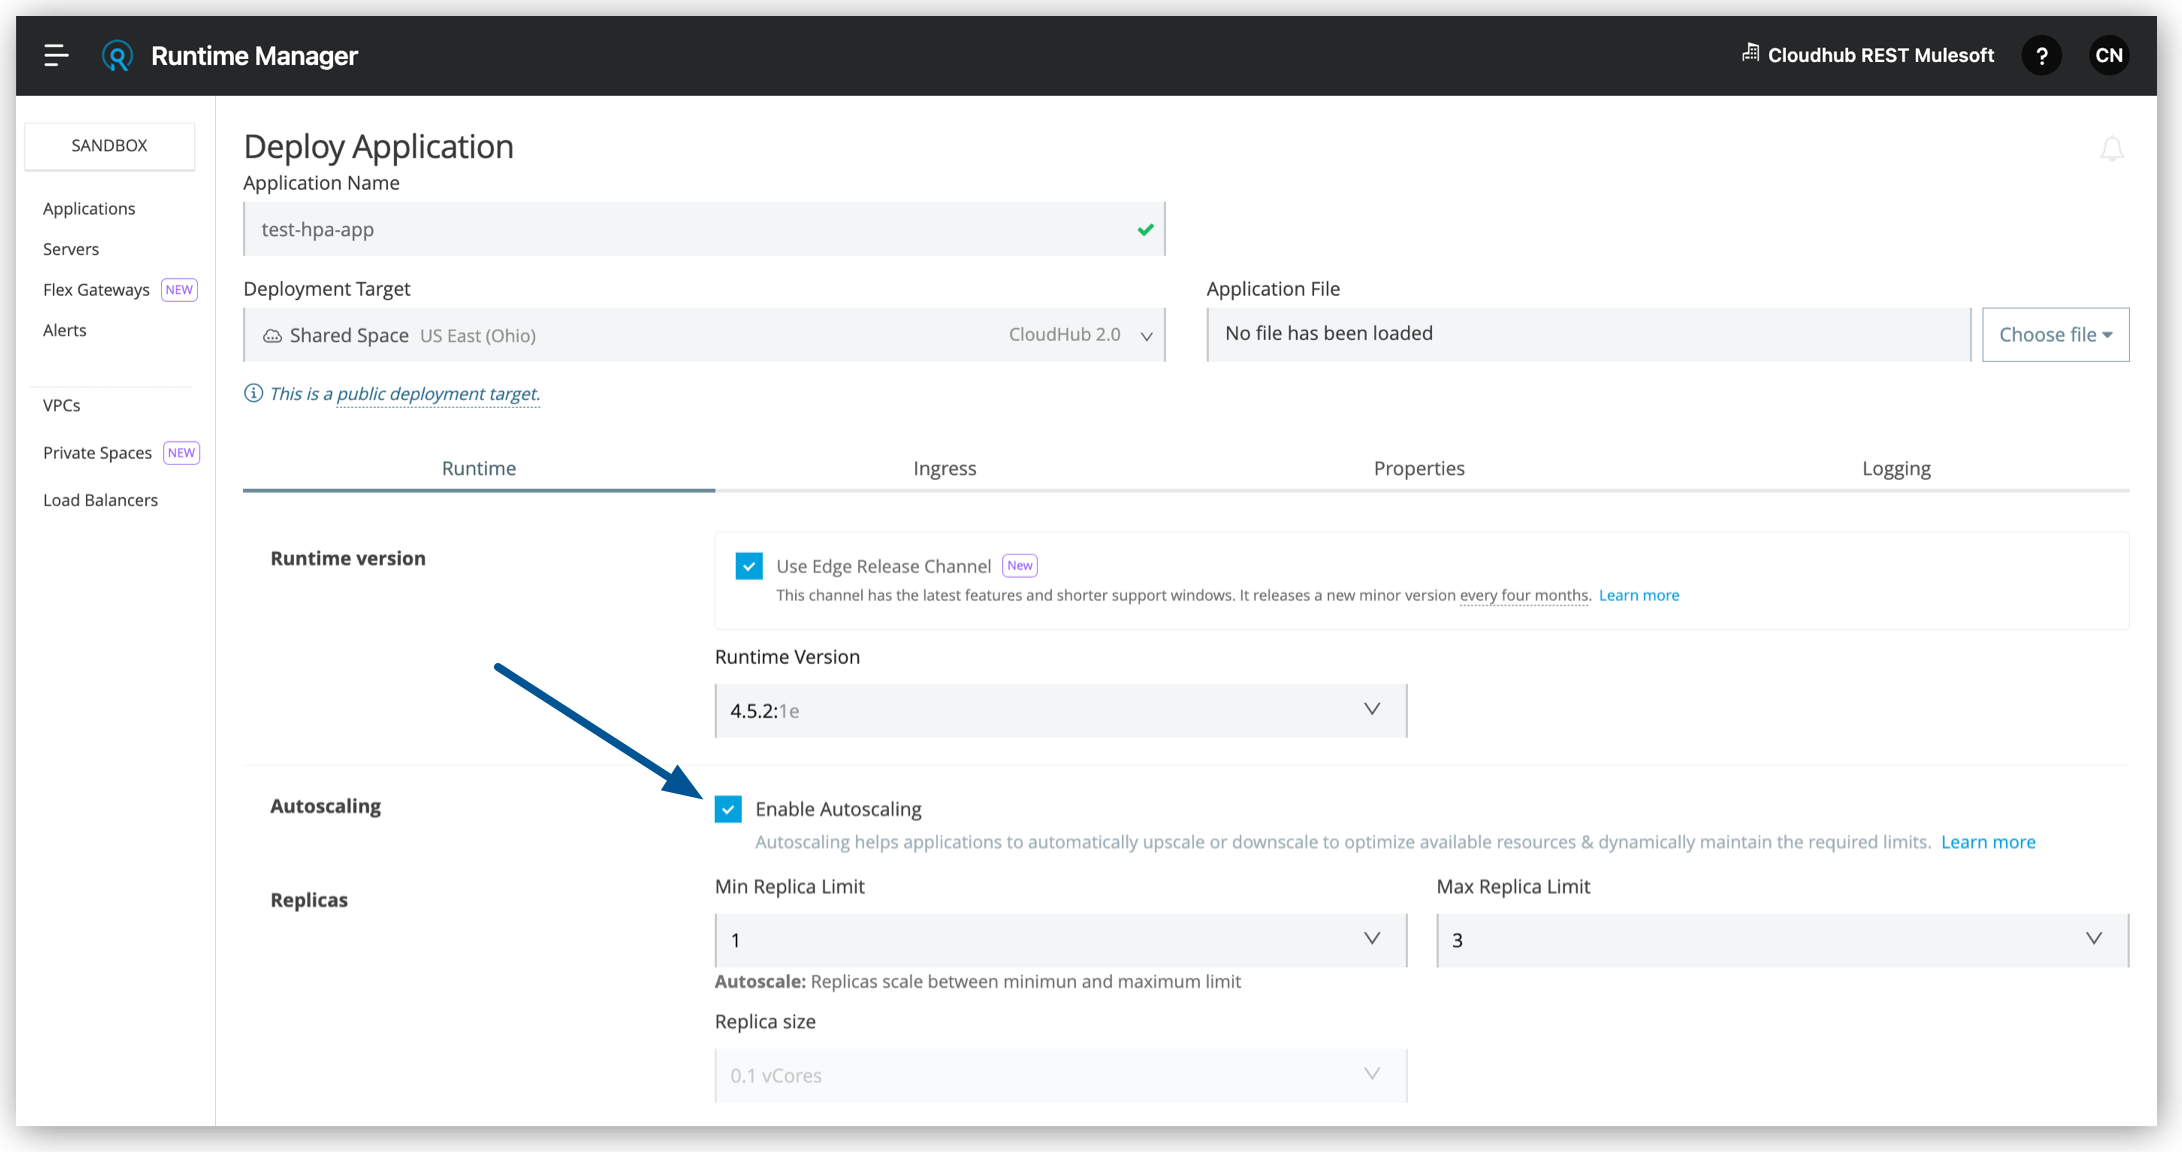 Runtime Manager
Cloudhub REST Mulesoft
?
CN
SANDBOX
Applications
Servers
Flex Gateways NEW
Alerts
VPCs
Private Spaces NEW
Load Balancers
Deploy Application
Application Name
test-hpa-app
Deployment Target
Shared Space US East (Ohio) CloudHub 2.0
This is a public deployment target.
Application File
No file has been loaded
Choose file
Runtime Ingress Properties Logging
Runtime version
Use Edge Release Channel New
This channel has the latest features and shorter support windows. It releases a new minor version every four months. Learn more
Runtime Version
4.5.2:1e
Autoscaling
Enable Autoscaling
Autoscaling helps applications to automatically upscale or downscale to optimize available resources & dynamically maintain the required limits. Learn more
Replicas
Min Replica Limit
1
Max Replica Limit
3
Autoscale: Replicas scale between minimun and maximum limit
Replica size
0.1 vCores